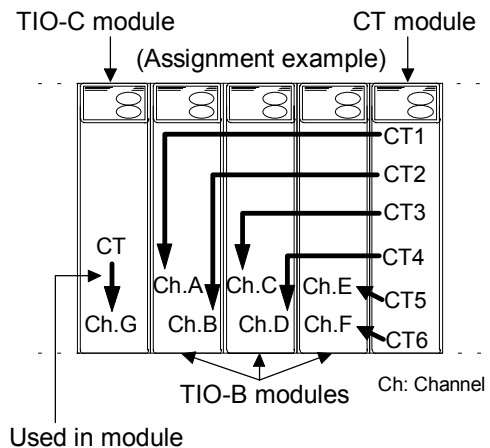 TIO-C module
CT module
(Assignment example)
CT1
CT2
CT3
CT
CT4
Ch.A
Ch.C
Ch.E
CT5
Ch.G
Ch.B
Ch.D
Ch.F
CT6
TIO-B modules
Ch: Channel
Used in module